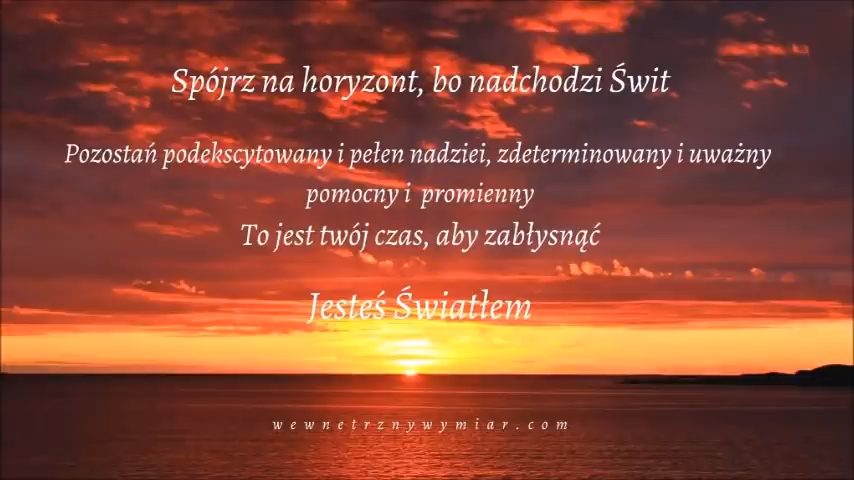 Spójrz na horyzont, bo nadchodzi Świt
Pozostań podekscytowany i pełen nadziei, zdeterminowany i uważny
pomocny i promienny
To jest twój czas, aby zabłysnąć
Jesteś Światłem
wewnetrznywymiar.com